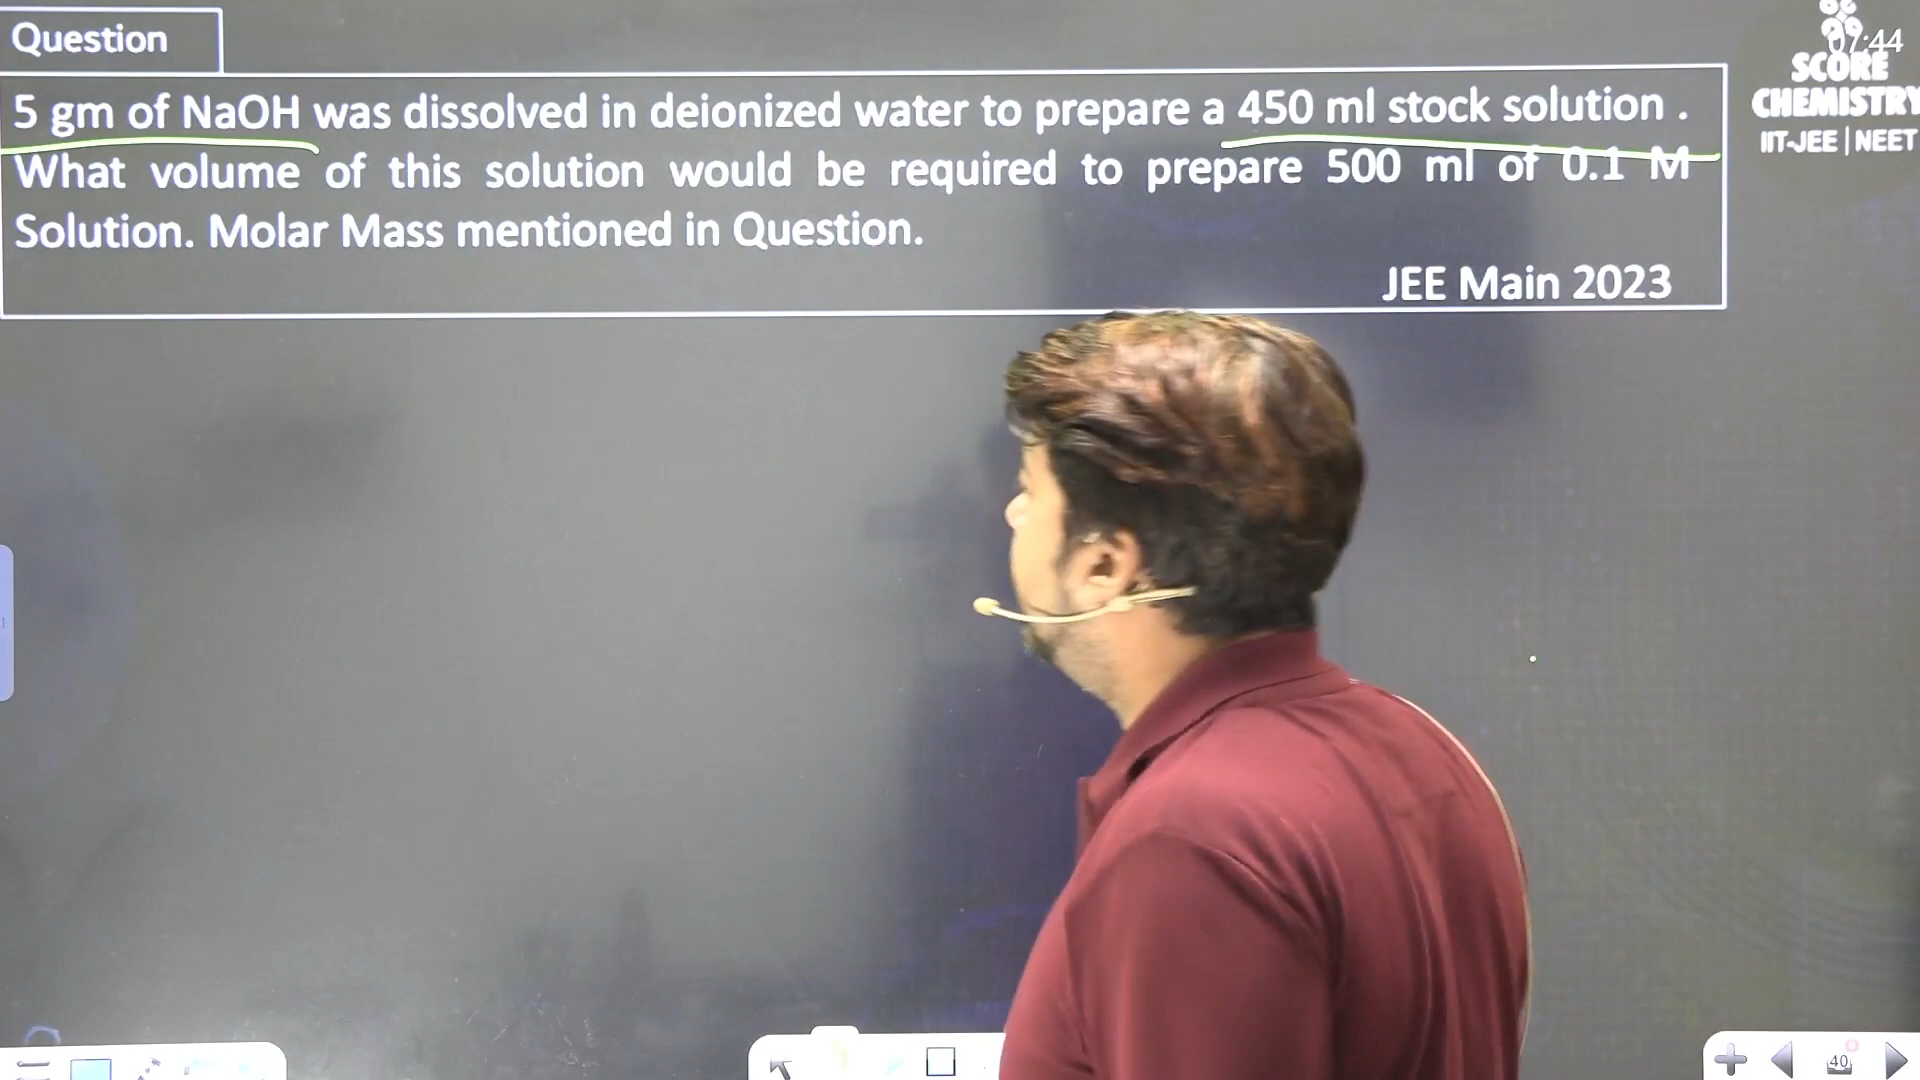 Question
07:44
SCORE
CHEMISTRY
IIT-JEE | NEET
5 gm of NaOH was dissolved in deionized water to prepare a 450 ml stock solution .
What volume of this solution would be required to prepare 500 ml of 0.1 M
Solution. Molar Mass mentioned in Question.
JEE Main 2023
40